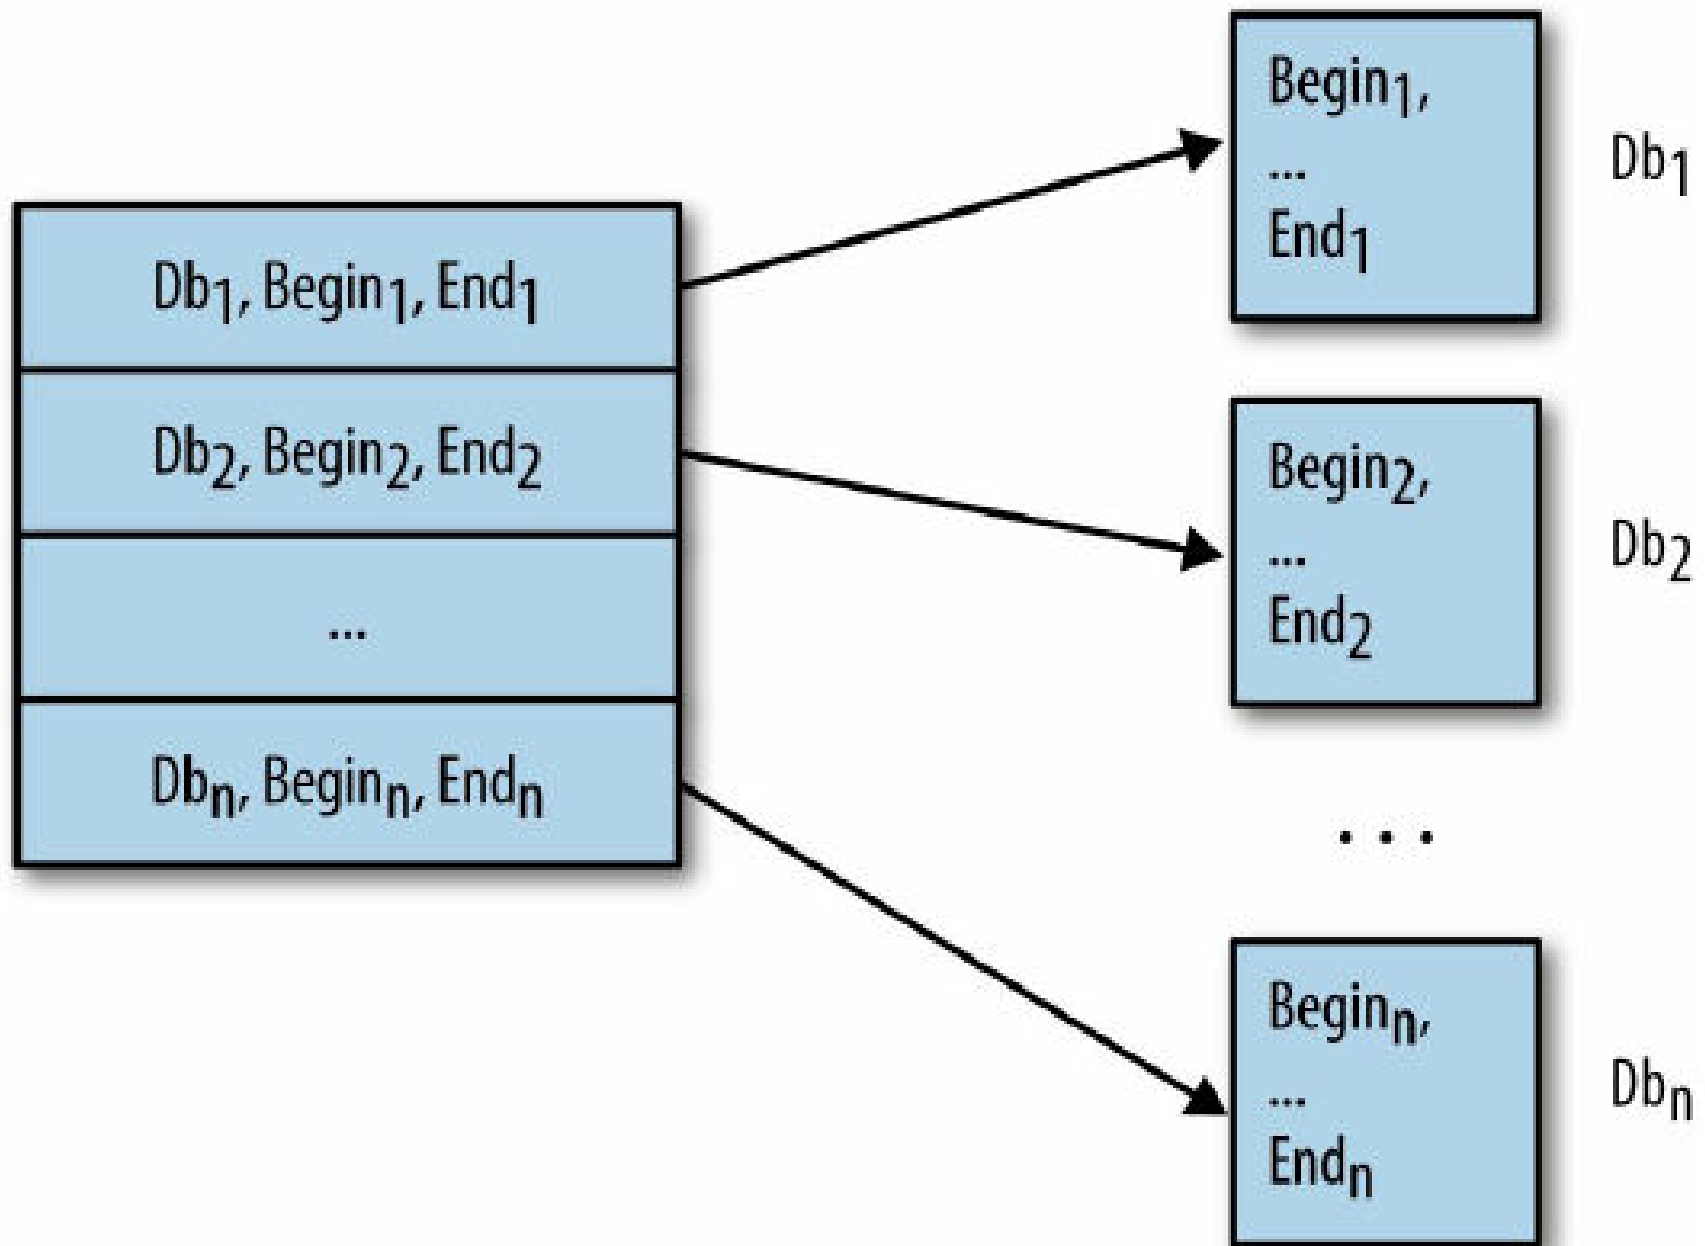 Db1, Begin1, End1
Db2, Begin2, End2
...
Dbn, Beginn, Endn
Begin1,
...
End1
Db1
Begin2,
...
End2
Db2
...
Beginn,
...
Endn
Dbn